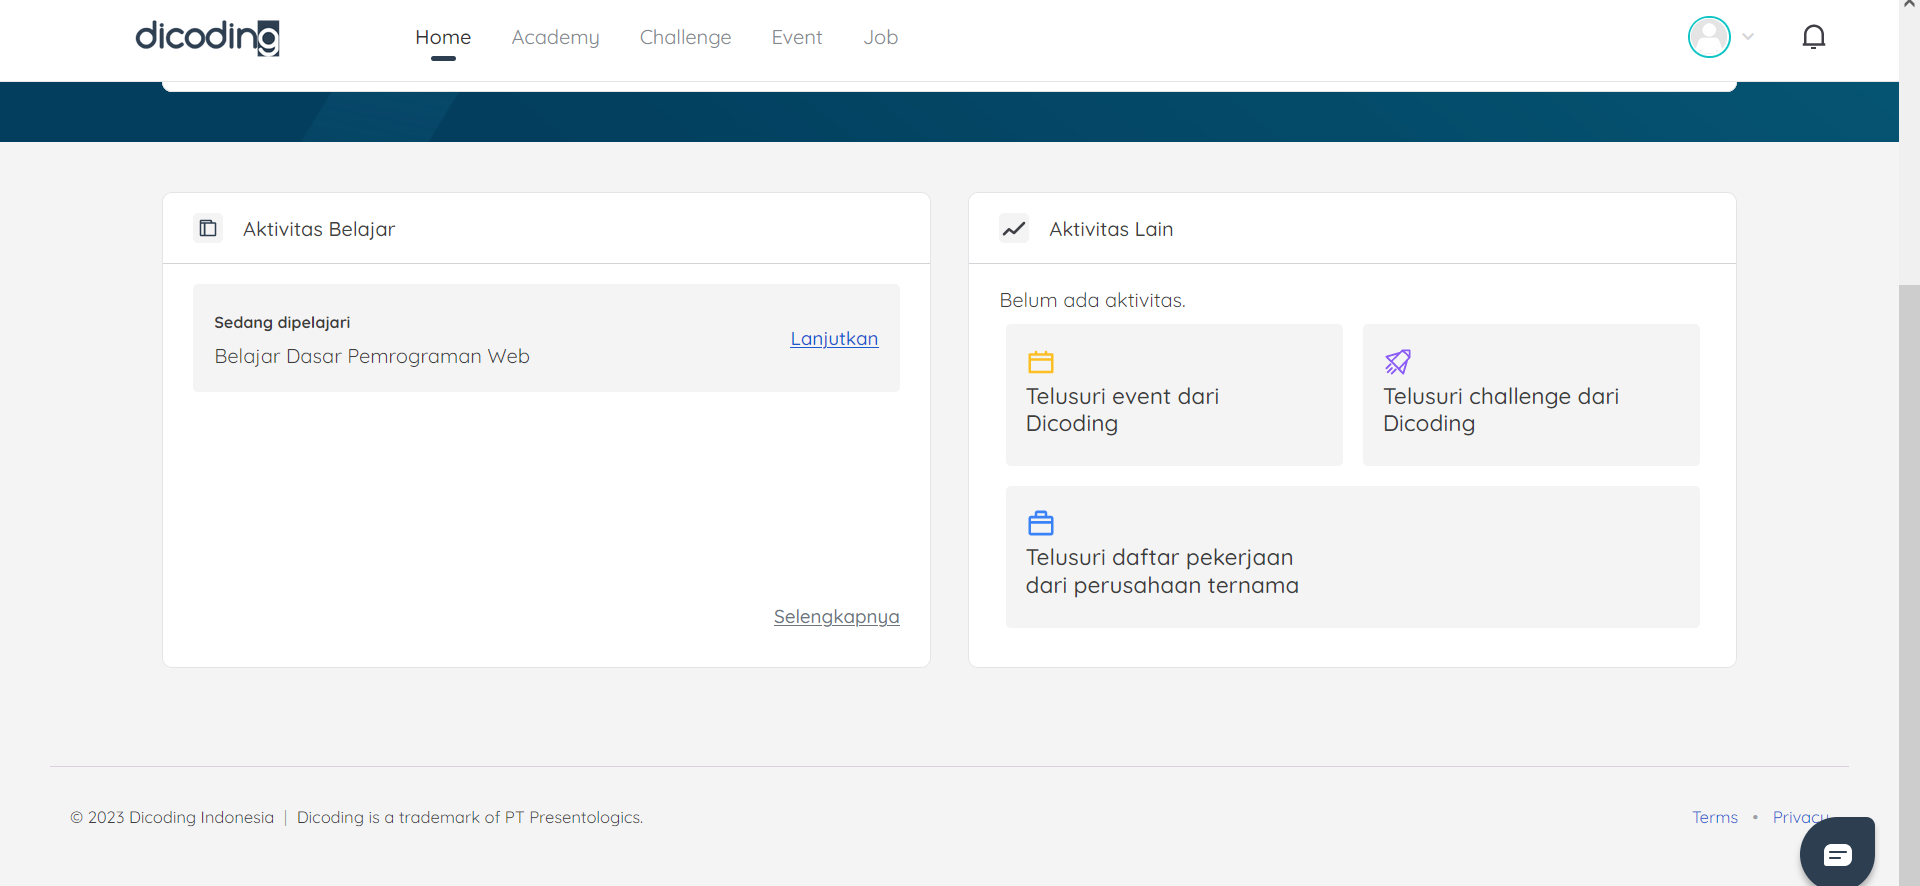 dicoding
Home
Academy
Challenge
Event
Job
Aktivitas Belajar
Sedang dipelajari
Belajar Dasar Pemrograman Web
Lanjutkan
Selengkapnya
Aktivitas Lain
Belum ada aktivitas.
Telusuri event dari
Dicoding
Telusuri challenge dari
Dicoding
Telusuri daftar pekerjaan
dari perusahaan ternama
© 2023 Dicoding Indonesia | Dicoding is a trademark of PT Presentologics.
Terms • Privacy